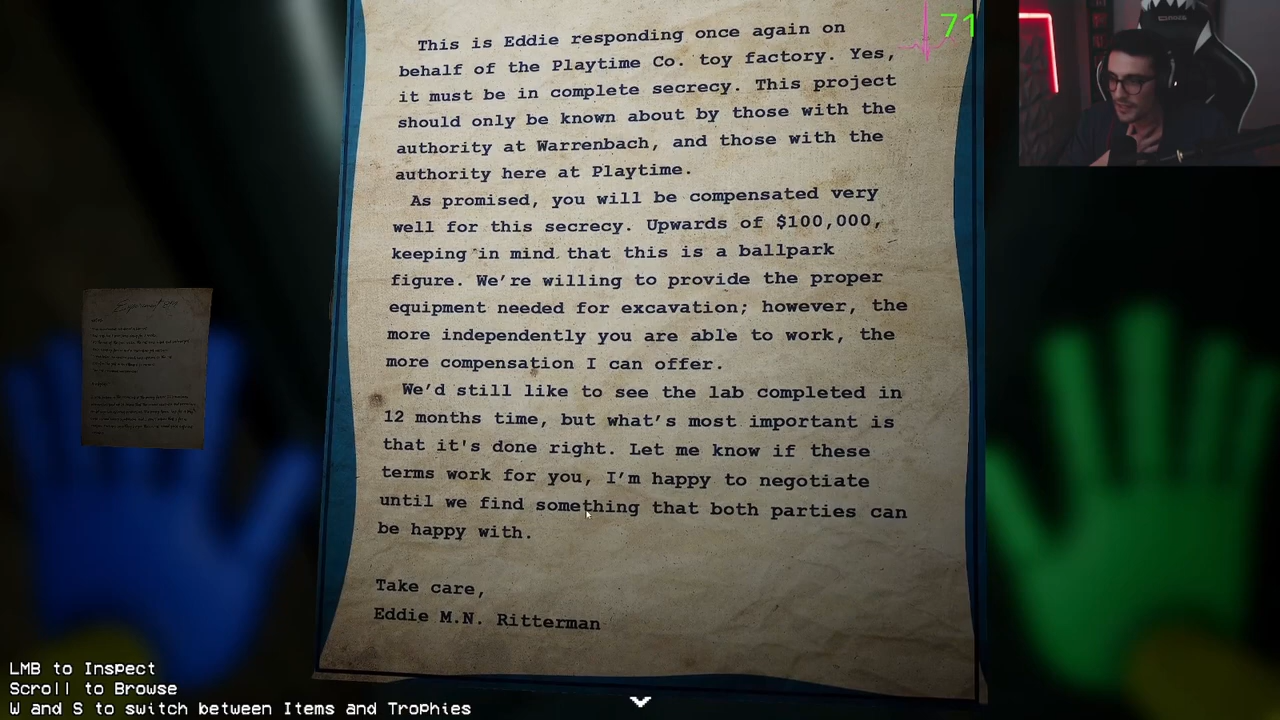 This is Eddie responding once again on
behalf of the Playtime Co. toy factory. Yes,
it must be in complete secrecy. This project
should only be known about by those with the
authority at Warrenbach, and those with the
authority here at Playtime.
As promised, you will be compensated very
well for this secrecy. Upwards of $100,000,
keeping in mind that this is a ballpark
figure. We're willing to provide the proper
equipment needed for excavation; however, the
more independently you are able to work, the
more compensation I can offer.
We'd still like to see the lab completed in
12 months time, but what's most important is
that it's done right. Let me know if these
terms work for you, I'm happy to negotiate
until we find something that both parties can
be happy with.
Take care,
Eddie M.N. Ritterman
71
LMB to Inspect
Scroll to Browse
W and S to switch between Items and Trophies